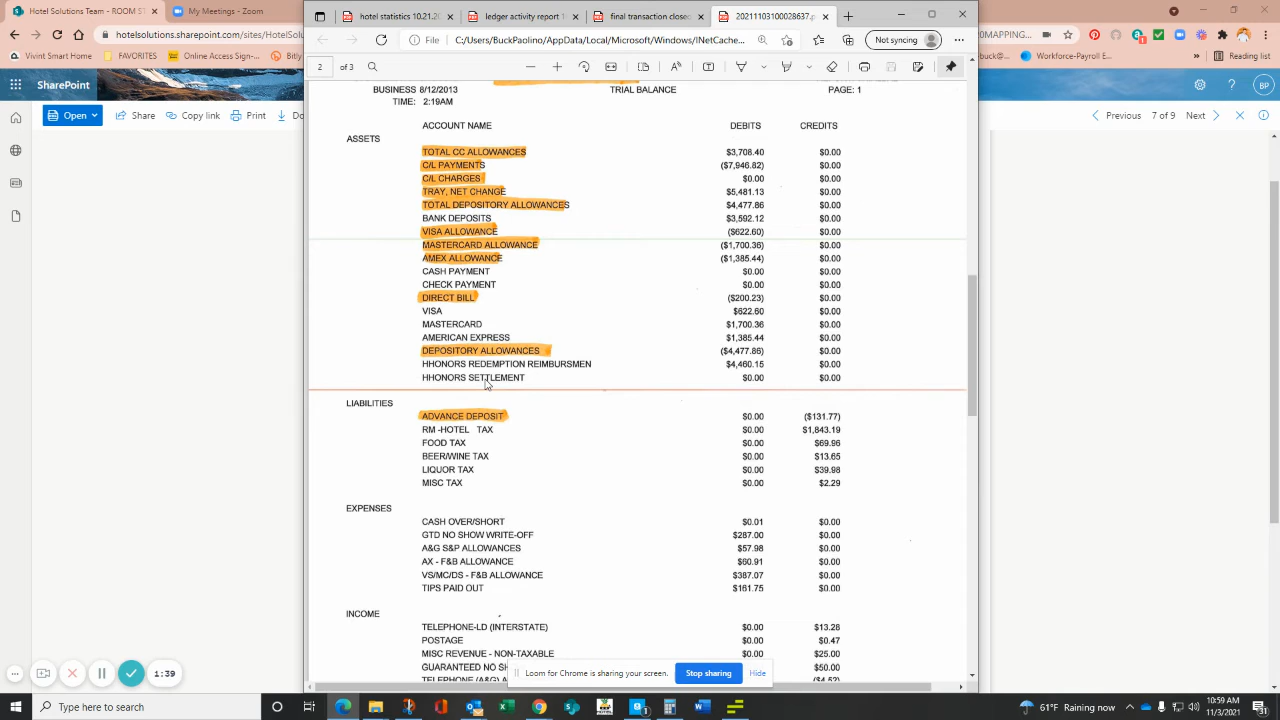 hotel statistics 10.21.20
ledger activity report 1
final transaction closeo
20211103100028637.p
hotelsolutions.sharepoint.com/sites/HotelSolu
File C:/Users/BuckPaolino/AppData/Local/Microsoft/Windows/INetCache...
Not syncing
Vivint Smart Home
FAVORITES
Online Savings Acc
buck@e-
Workforce-Payroll E...
2 of 3
SharePoint
BP
Open
Share
Copy link
Print
Previous 7 of 9 Next
BUSINESS 8/12/2013 TRIAL BALANCE PAGE: 1
TIME: 2:19AM
ACCOUNT NAME DEBITS CREDITS
ASSETS
TOTAL CC ALLOWANCES $3,708.40 $0.00
C/L PAYMENTS ($7,946.82) $0.00
C/L CHARGES $0.00 $0.00
TRAY, NET CHANGE $5,481.13 $0.00
TOTAL DEPOSITORY ALLOWANCES $4,477.86 $0.00
BANK DEPOSITS $3,592.12 $0.00
VISA ALLOWANCE ($622.60) $0.00
MASTERCARD ALLOWANCE ($1,700.36) $0.00
AMEX ALLOWANCE ($1,385.44) $0.00
CASH PAYMENT $0.00 $0.00
CHECK PAYMENT $0.00 $0.00
DIRECT BILL ($200.23) $0.00
VISA $622.60 $0.00
MASTERCARD $1,700.36 $0.00
AMERICAN EXPRESS $1,385.44 $0.00
DEPOSITORY ALLOWANCES ($4,477.86) $0.00
HHONORS REDEMPTION REIMBURSMEN $4,460.15 $0.00
HHONORS SETTLEMENT $0.00 $0.00
LIABILITIES
ADVANCE DEPOSIT $0.00 ($131.77)
RM -HOTEL TAX $0.00 $1,843.19
FOOD TAX $0.00 $69.96
BEER/WINE TAX $0.00 $13.65
LIQUOR TAX $0.00 $39.98
MISC TAX $0.00 $2.29
EXPENSES
CASH OVER/SHORT $0.01 $0.00
GTD NO SHOW WRITE-OFF $287.00 $0.00
A&G S&P ALLOWANCES $57.98 $0.00
AX - F&B ALLOWANCE $60.91 $0.00
VS/MC/DS - F&B ALLOWANCE $387.07 $0.00
TIPS PAID OUT $161.75 $0.00
INCOME
TELEPHONE-LD (INTERSTATE) $0.00 $13.28
POSTAGE $0.00 $0.47
MISC REVENUE - NON-TAXABLE $0.00 $25.00
GUARANTEED NO SH $50.00
TELEPHONE (A&G) A ($4.52)
Loom for Chrome is sharing your screen. Stop sharing Hide
1:39
Type here to search
61°F Raining now
10:59 AM
11/3/2021